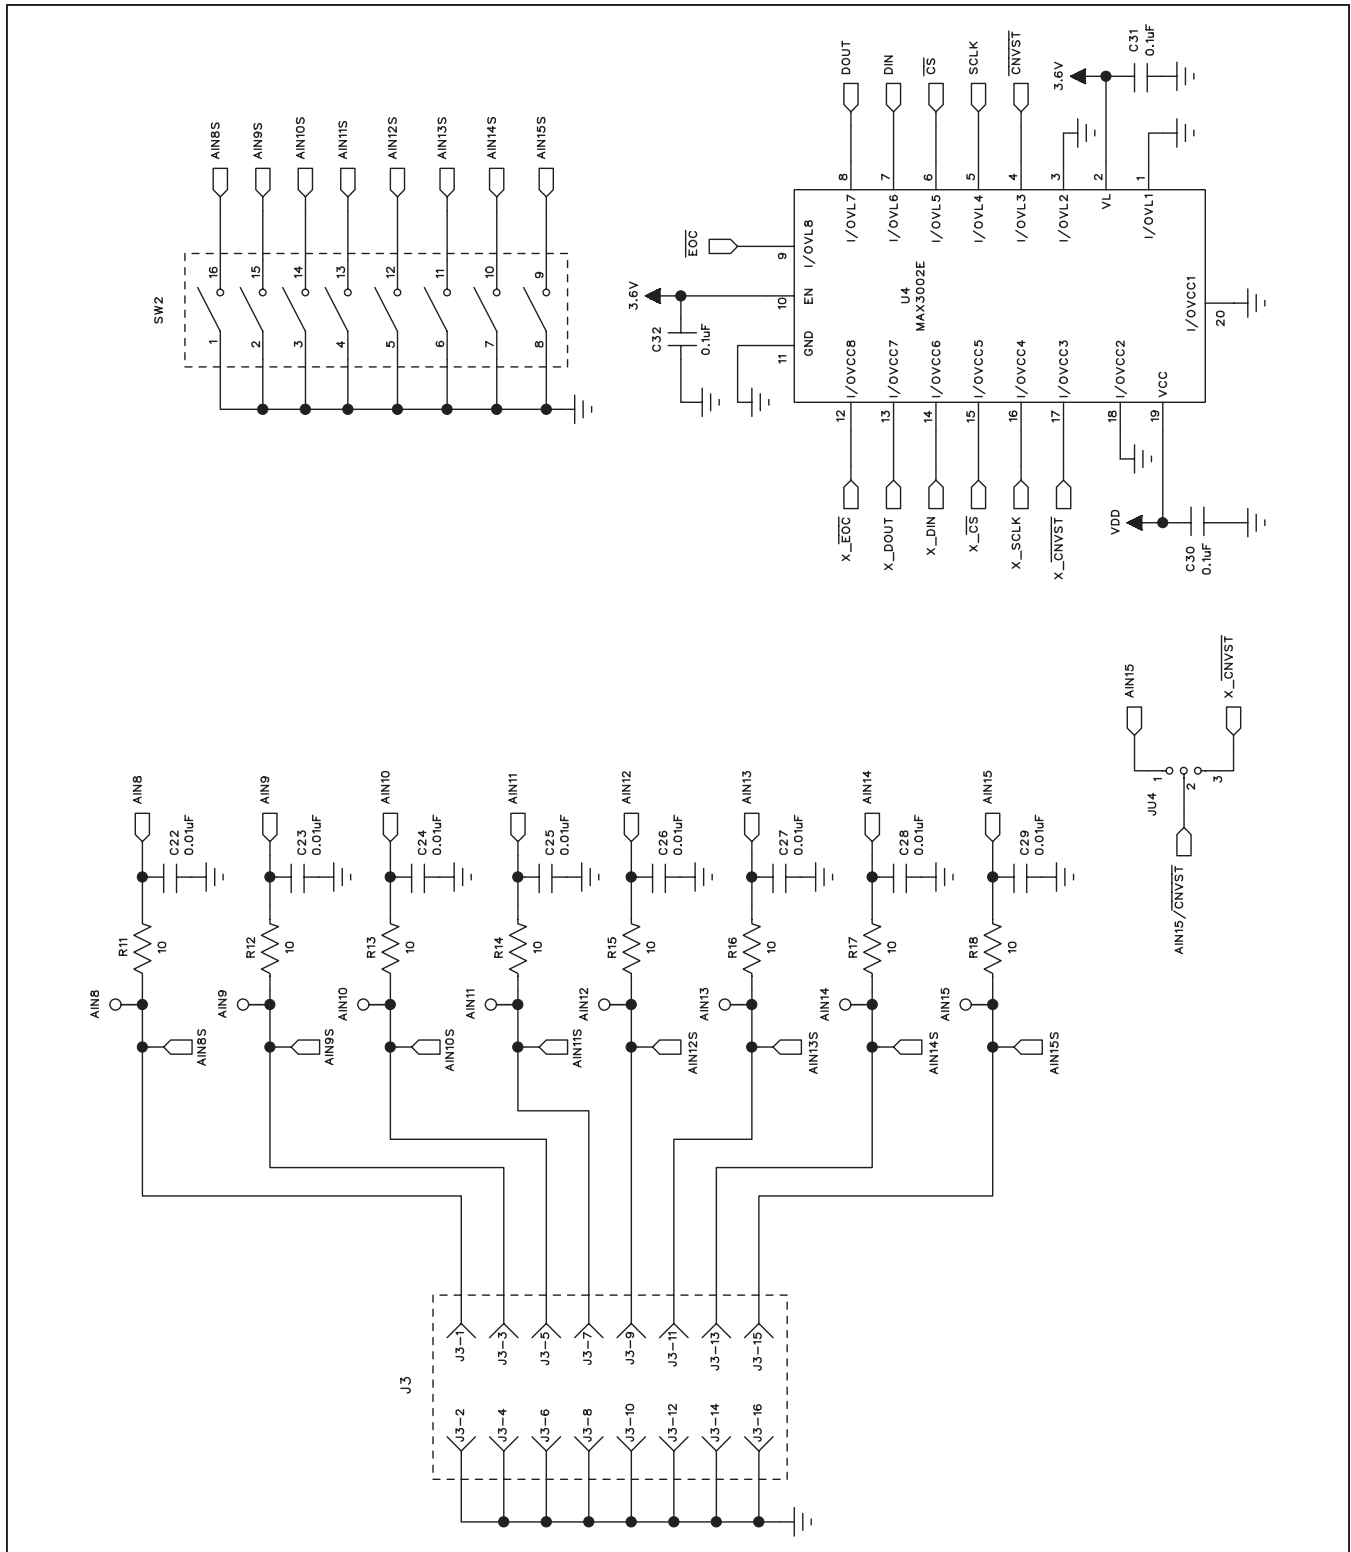 SW2
AIN8S
AIN9S
AIN10S
AIN11S
AIN12S
AIN13S
AIN14S
AIN15S
1 16
2 15
3 14
4 13
5 12
6 11
7 10
8 9
DOUT
DIN
CS
SCLK
CNVST
3.6V
C31
0.1uF
8 I/OVL7
7 I/OVL6
6 I/OVL5
5 I/OVL4
4 I/OVL3
3 I/OVL2
2 VL
1 I/OVL1
EOC
9 I/OVL8
3.6V
10 EN
C32
0.1uF
11 GND
U4
MAX3002E
I/OVCC1
20
12 I/OVCC8
13 I/OVCC7
14 I/OVCC6
15 I/OVCC5
16 I/OVCC4
17 I/OVCC3
18 I/OVCC2
19 VCC
X_EOC
X_DOUT
X_DIN
X_CS
X_SCLK
X_CNVST
VDD
C30
0.1uF
AIN8
C22
0.01uF
R11
10
AIN8
AIN8S
AIN9
C23
0.01uF
R12
10
AIN9
AIN9S
AIN10
C24
0.01uF
R13
10
AIN10
AIN10S
AIN11
C25
0.01uF
R14
10
AIN11
AIN11S
AIN12
C26
0.01uF
R15
10
AIN12
AIN12S
AIN13
C27
0.01uF
R16
10
AIN13
AIN13S
AIN14
C28
0.01uF
R17
10
AIN14
AIN14S
AIN15
C29
0.01uF
R18
10
AIN15
AIN15S
AIN15
X_CNVST
JU4
1
2
3
AIN15/CNVST
J3
J3-1
J3-3
J3-5
J3-7
J3-9
J3-11
J3-13
J3-15
J3-2
J3-4
J3-6
J3-8
J3-10
J3-12
J3-14
J3-16